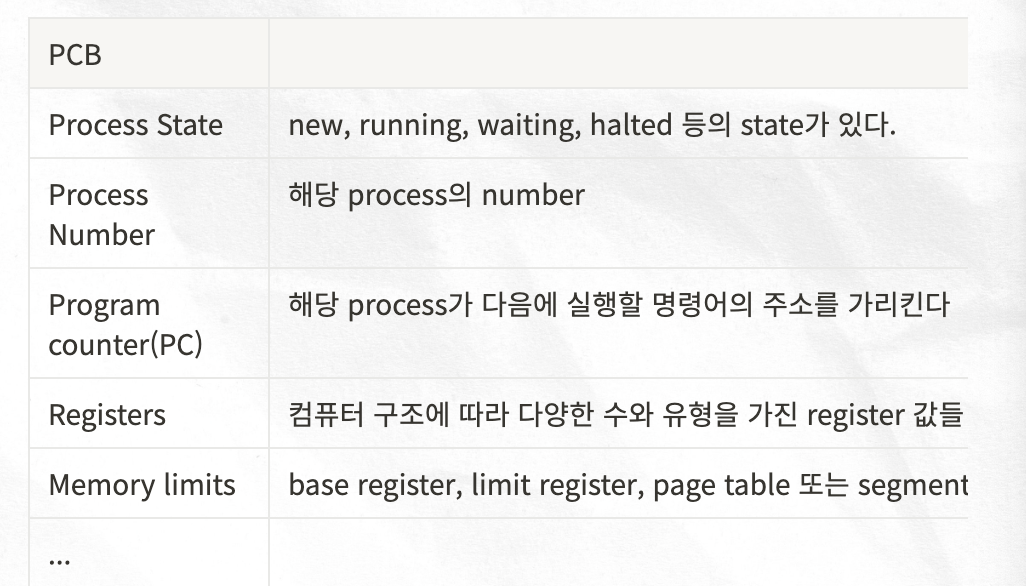 PCB
Process State
new, running, waiting, halted 등의 state가 있다.
Process
Number
해당 process의 number
Program
counter(PC)
해당 process가 다음에 실행할 명령어의 주소를 가리킨다
Registers
컴퓨터 구조에 따라 다양한 수와 유형을 가진 register 값들
Memory limits
base register, limit register, page table 또는 segment
...